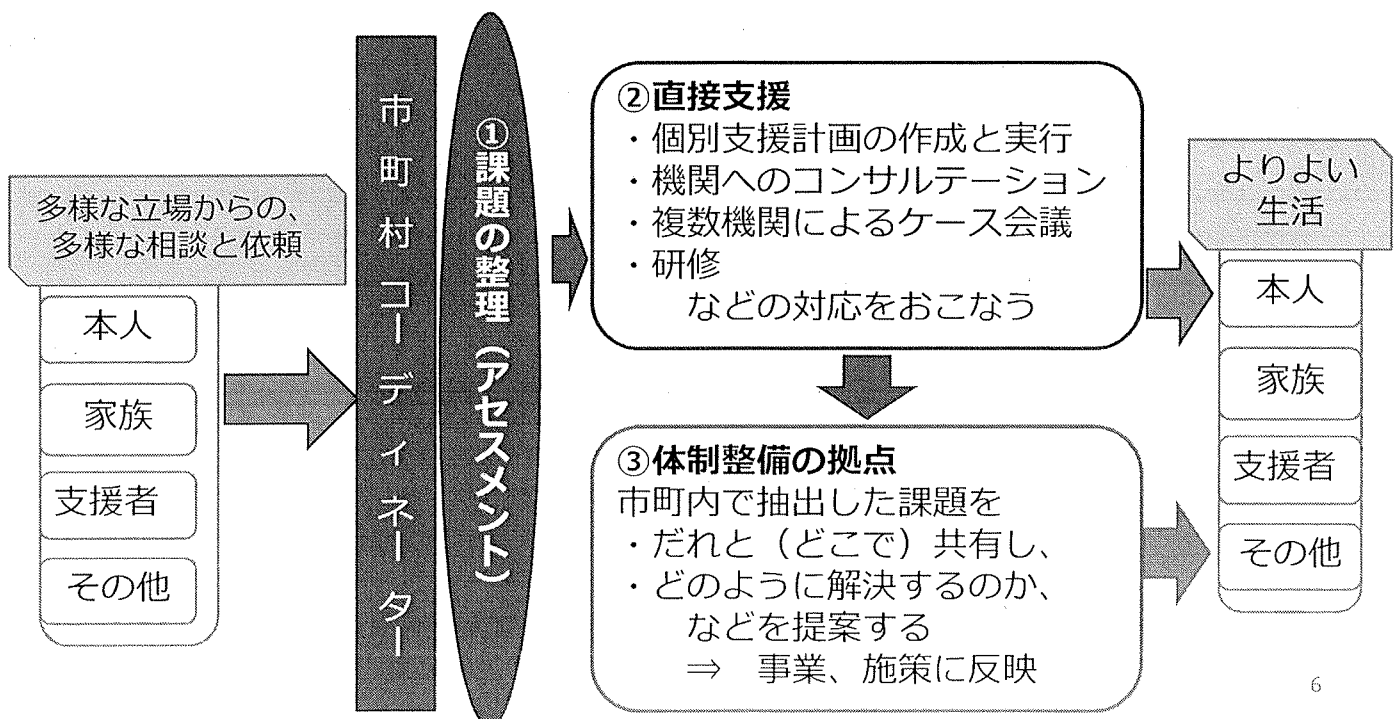 多様な立場からの、
多様な相談と依頼
本人
家族
支援者
その他
市町村コーディネーター
①課題の整理（アセスメント）
②直接支援
・個別支援計画の作成と実行
・機関へのコンサルテーション
・複数機関によるケース会議
・研修
などの対応をおこなう
③体制整備の拠点
市町内で抽出した課題を
・だれと（どこで）共有し、
・どのように解決するのか、
などを提案する
⇒　事業、施策に反映
よりよい
生活
本人
家族
支援者
その他
6